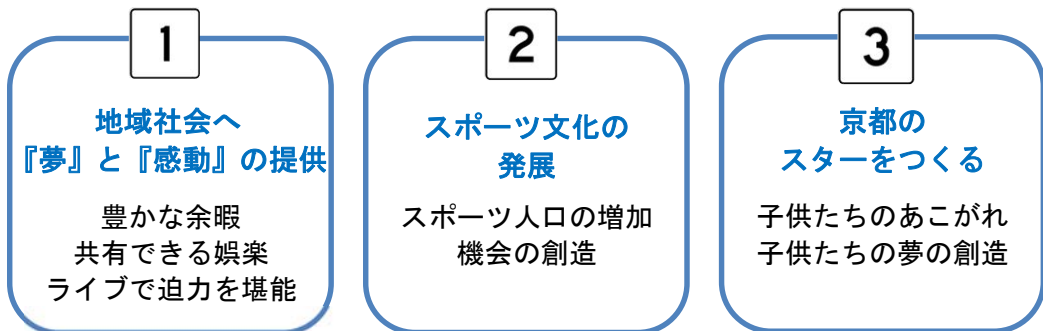 1
地域社会へ
『夢』と『感動』の提供
豊かな余暇
共有できる娯楽
ライブで迫力を堪能
2
スポーツ文化の
発展
スポーツ人口の増加
機会の創造
3
京都の
スターをつくる
子供たちのあこがれ
子供たちの夢の創造